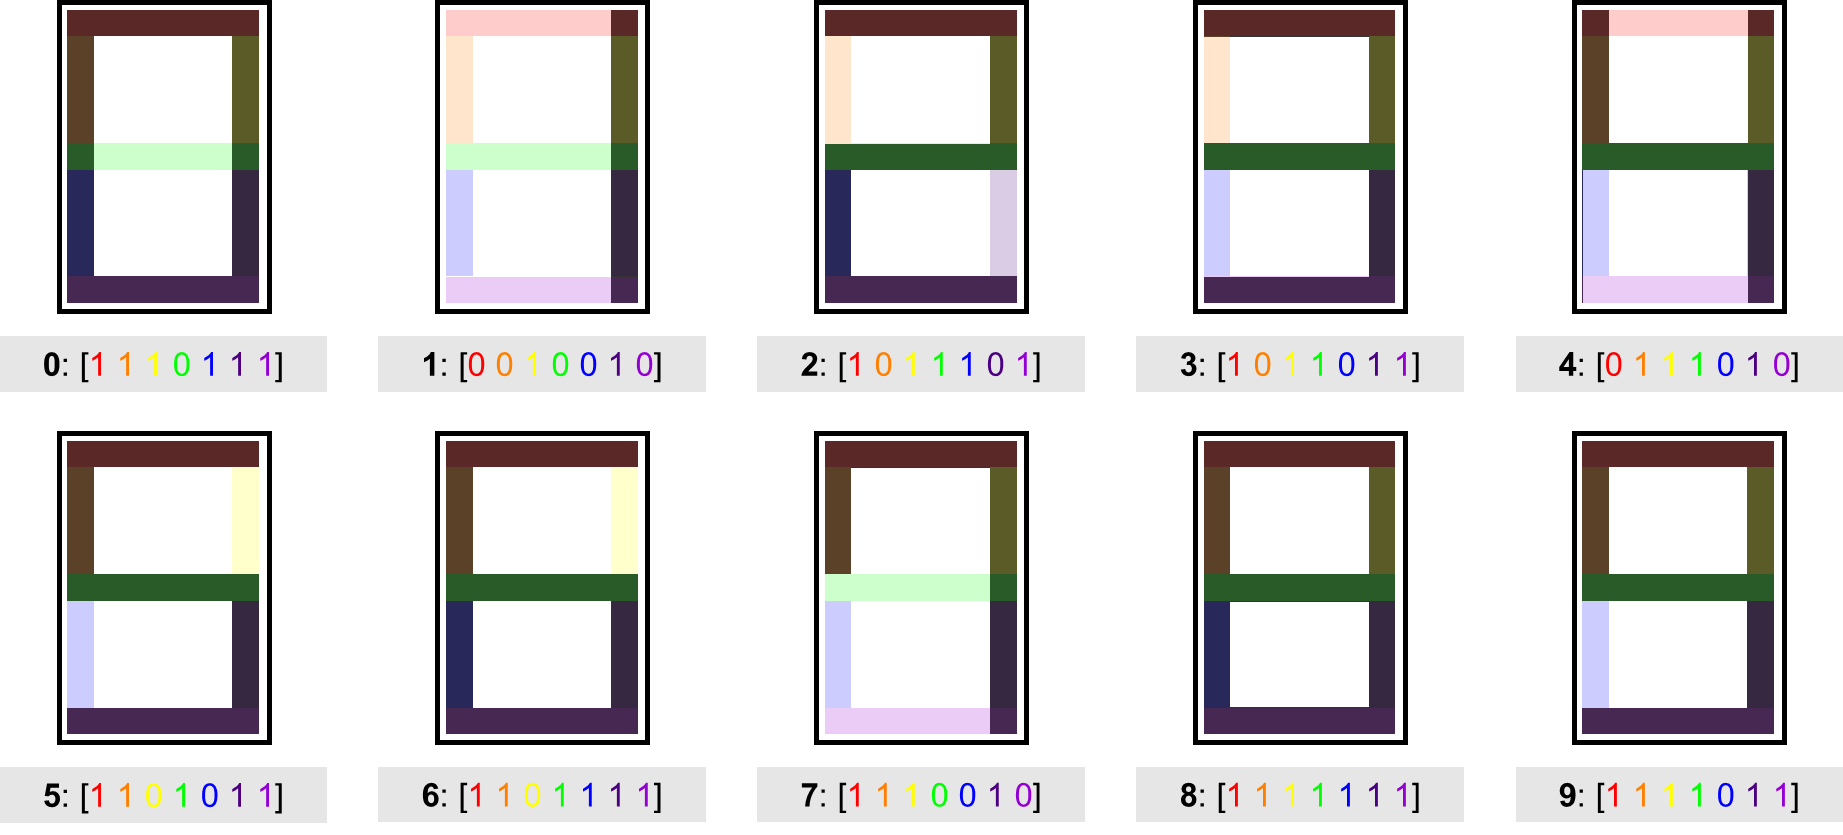 0: [1 1 1 0 1 1 1]
1: [0 0 1 0 0 1 0]
2: [1 0 1 1 1 0 1]
3: [1 0 1 1 0 1 1]
4: [0 1 1 1 0 1 0]
5: [1 1 0 1 0 1 1]
6: [1 1 0 1 1 1 1]
7: [1 1 1 0 0 1 0]
8: [1 1 1 1 1 1 1]
9: [1 1 1 1 0 1 1]